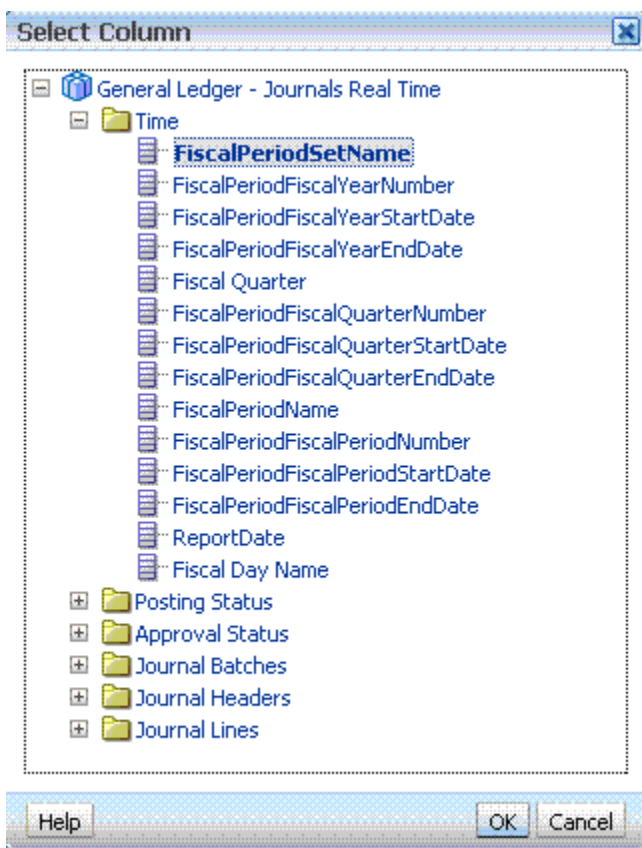 Select Column
General Ledger - Journals Real Time
Time
FiscalPeriodSetName
FiscalPeriodFiscalYearNumber
FiscalPeriodFiscalYearStartDate
FiscalPeriodFiscalYearEndDate
Fiscal Quarter
FiscalPeriodFiscalQuarterNumber
FiscalPeriodFiscalQuarterStartDate
FiscalPeriodFiscalQuarterEndDate
FiscalPeriodName
FiscalPeriodFiscalPeriodNumber
FiscalPeriodFiscalPeriodStartDate
FiscalPeriodFiscalPeriodEndDate
ReportDate
Fiscal Day Name
Posting Status
Approval Status
Journal Batches
Journal Headers
Journal Lines
Help OK Cancel